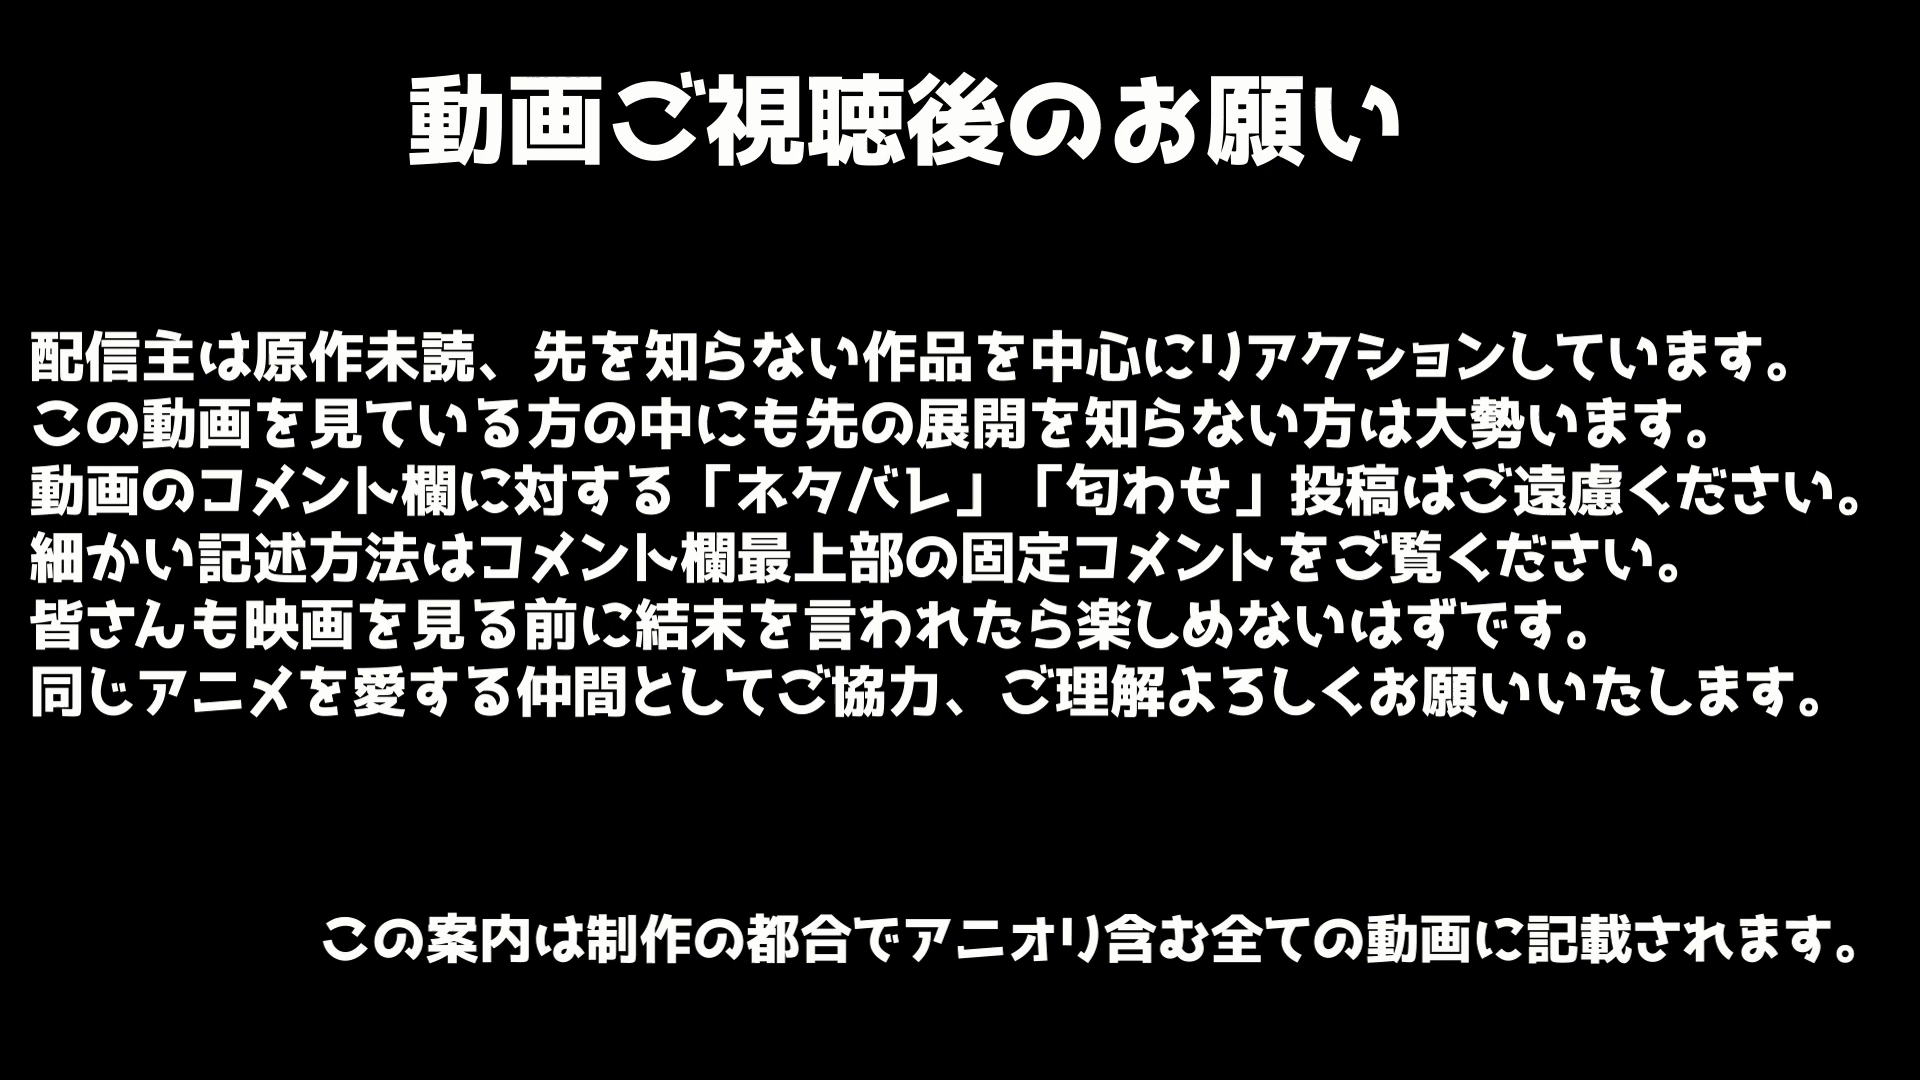 動画ご視聴後のお願い
配信主は原作未読、先を知らない作品を中心にリアクションしています。
この動画を見ている方の中にも先の展開を知らない方は大勢います。
動画のコメント欄に対する「ネタバレ」「匂わせ」投稿はご遠慮ください。
細かい記述方法はコメント欄最上部の固定コメントをご覧ください。
皆さんも映画を見る前に結末を言われたら楽しめないはずです。
同じアニメを愛する仲間としてご協力、ご理解よろしくお願いいたします。
この案内は制作の都合でアニオリ含む全ての動画に記載されます。